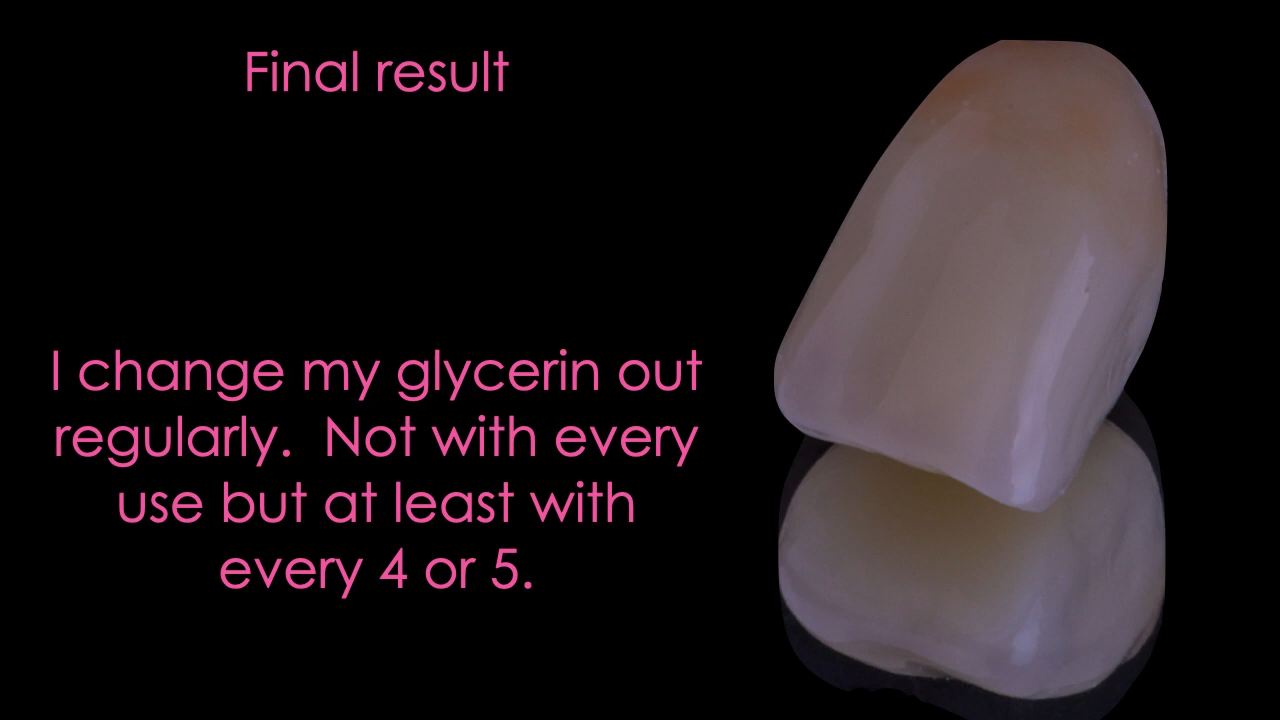 Final result
I change my glycerin out
regularly.  Not with every
use but at least with
every 4 or 5.